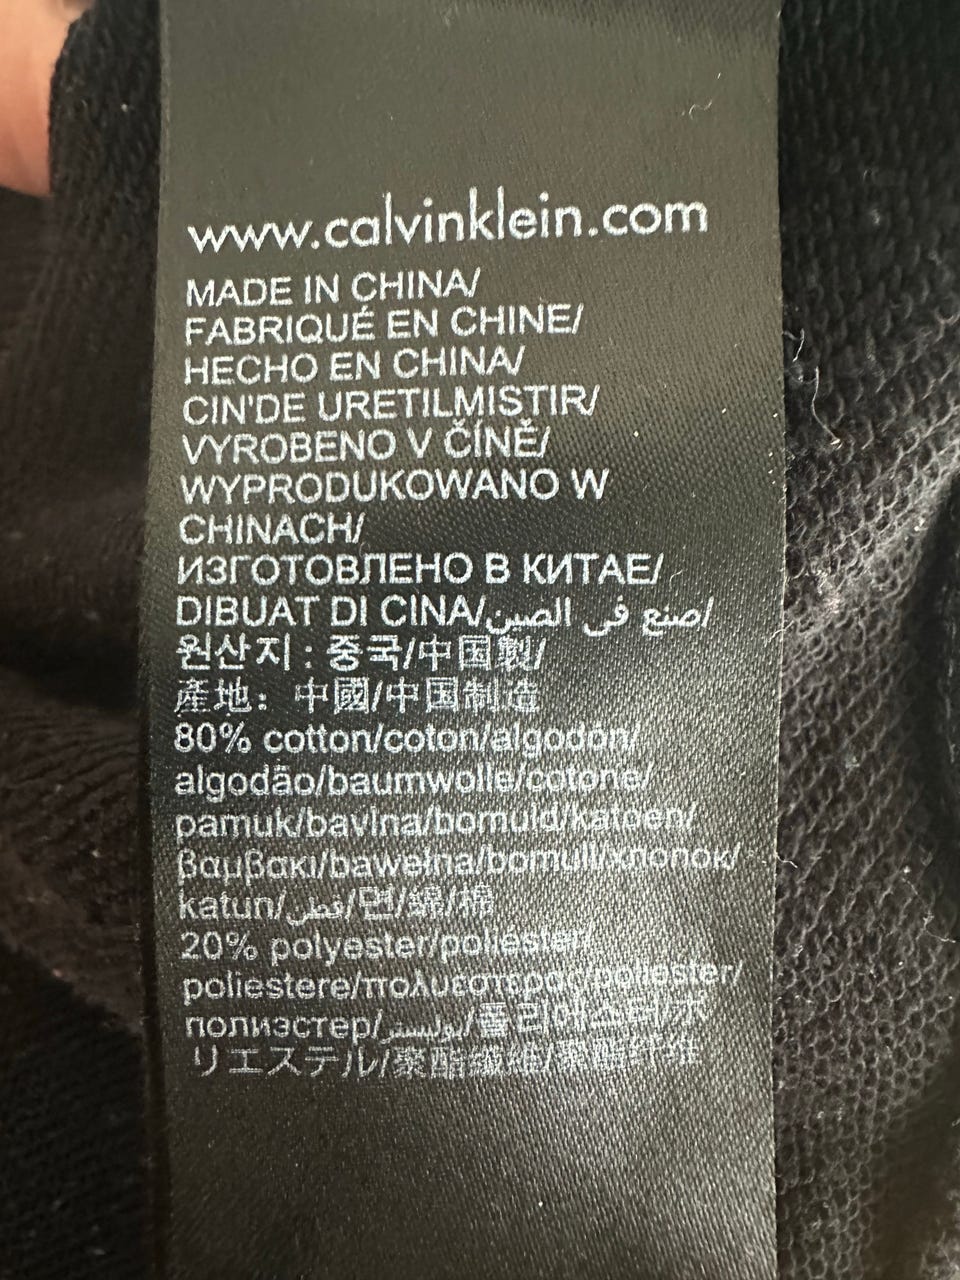 www.calvinklein.com
MADE IN CHINA/
FABRIQUÉ EN CHINE/
HECHO EN CHINA/
CIN'DE URETILMISTIR/
VYROBENO V ČÍNĚ/
WYPRODUKOWANO W
CHINACH/
ИЗГОТОВЛЕНО В КИТАЕ/
DIBUAT DI CINA/صنع في الصين/
원산지 : 중국/中国製/
產地: 中國/中国制造
80% cotton/coton/algodón/
algodão/baumwolle/cotone/
pamuk/bavlna/bomuld/katoen/
βαμβακι/bawełna/bomull/хлопок/
katun/قطن/면/綿/棉
20% polyester/poliéster/
poliestere/πολυεστερας/poliester/
полиэстер/بوليستر/폴리에스터/ポ
リエステル/聚酯纖維/聚酯纤维